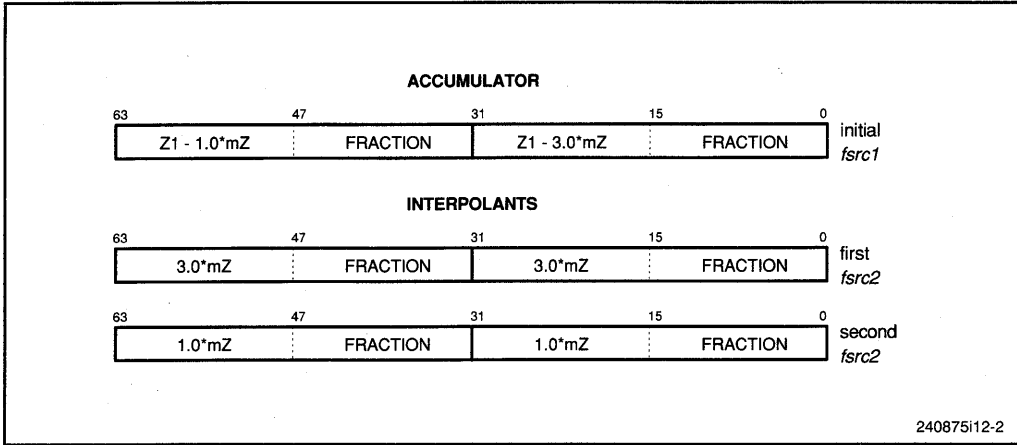 ACCUMULATOR
63 47 31 15 0
Z1 - 1.0*mZ FRACTION Z1 - 3.0*mZ FRACTION initial
fsrc1
INTERPOLANTS
63 47 31 15 0
3.0*mZ FRACTION 3.0*mZ FRACTION first
fsrc2
63 47 31 15 0
1.0*mZ FRACTION 1.0*mZ FRACTION second
fsrc2
240875i12-2